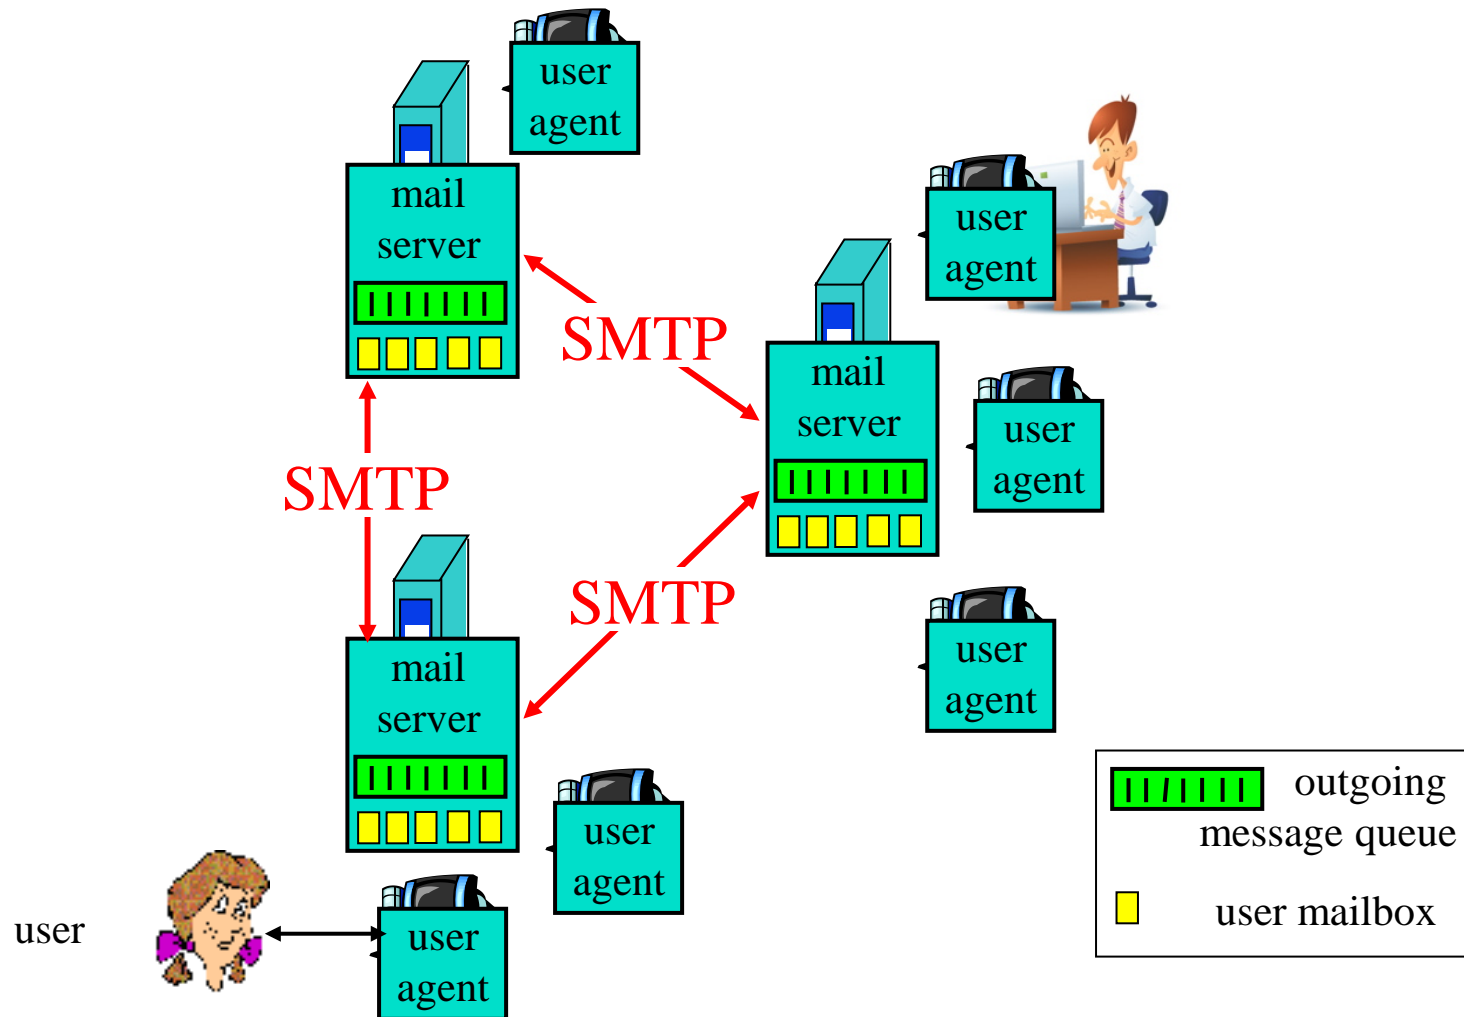 user
agent
mail
server
user
agent
SMTP
mail
server
user
agent
SMTP
SMTP
mail
server
user
agent
user
agent
user
user
agent
outgoing
message queue
user mailbox